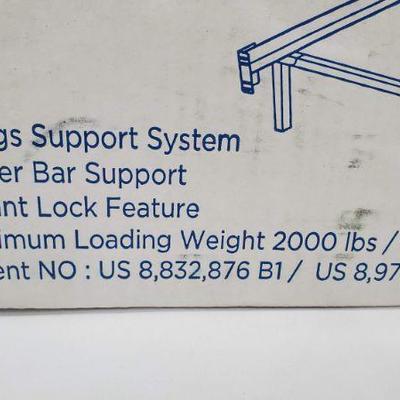 gs Support System
er Bar Support
ant Lock Feature
imum Loading Weight 2000 lbs /
ent NO : US 8,832,876 B1 / US 8,97